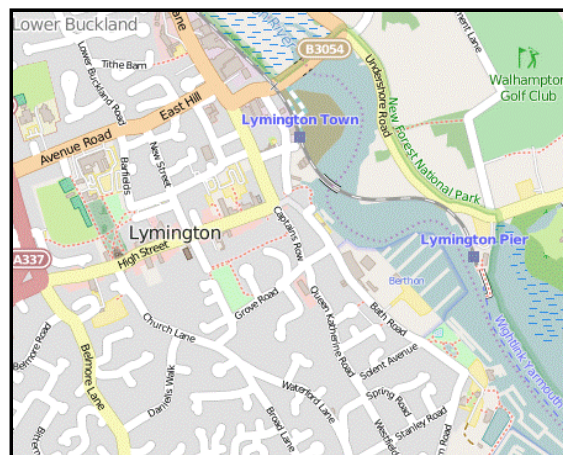 Lower Buckland
Lane
B3054
Tithe Barn
Lower Buckland Road
East Hill
Walhampton
Golf Club
Undershore Road
New Forest National Park
Lymington Town
Avenue Road
Barfields
New Street
Lymington
High Street
A337
Captains Row
Lymington Pier
Berthon
Grove Road
Queen Katherine Road
Bath Road
Wightlink Yarmouth
Church Lane
Belmore Road
Belmore Lane
Daniells Walk
Solent Avenue
Waterford Lane
Spring Road
Broad Lane
Stanley Road
Westfield